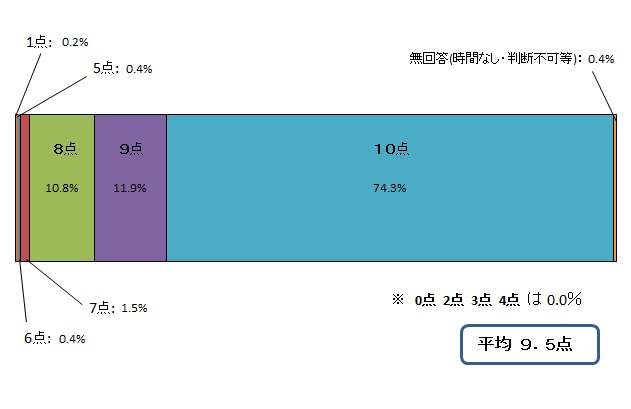 1点: 0.2%
5点: 0.4%
無回答(時間なし・判断不可等): 0.4%
8点
9点
10点
10.8%
11.9%
74.3%
※ 0点 2点 3点 4点 は 0.0%
7点: 1.5%
6点: 0.4%
平均 9.5点